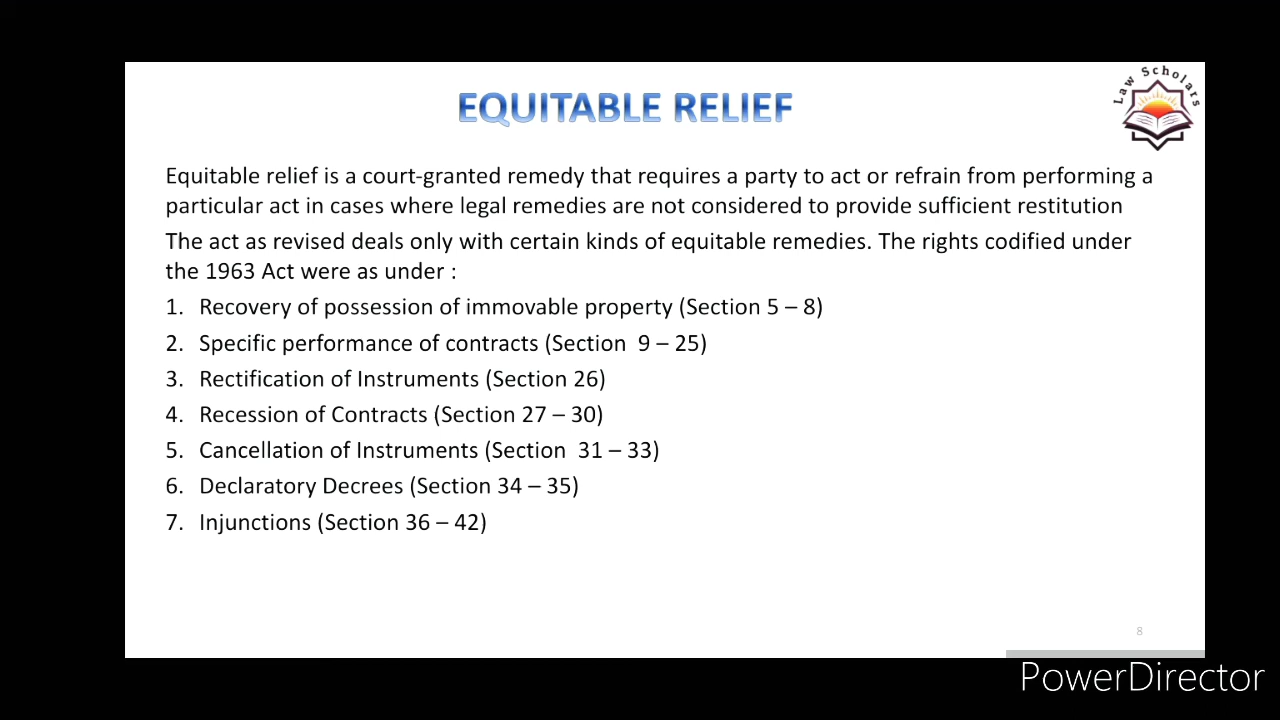 EQUITABLE RELIEF
Law Scholars
Equitable relief is a court-granted remedy that requires a party to act or refrain from performing a
particular act in cases where legal remedies are not considered to provide sufficient restitution
The act as revised deals only with certain kinds of equitable remedies. The rights codified under
the 1963 Act were as under :
1. Recovery of possession of immovable property (Section 5 – 8)
2. Specific performance of contracts (Section 9 – 25)
3. Rectification of Instruments (Section 26)
4. Recession of Contracts (Section 27 – 30)
5. Cancellation of Instruments (Section 31 – 33)
6. Declaratory Decrees (Section 34 – 35)
7. Injunctions (Section 36 – 42)
8
PowerDirector